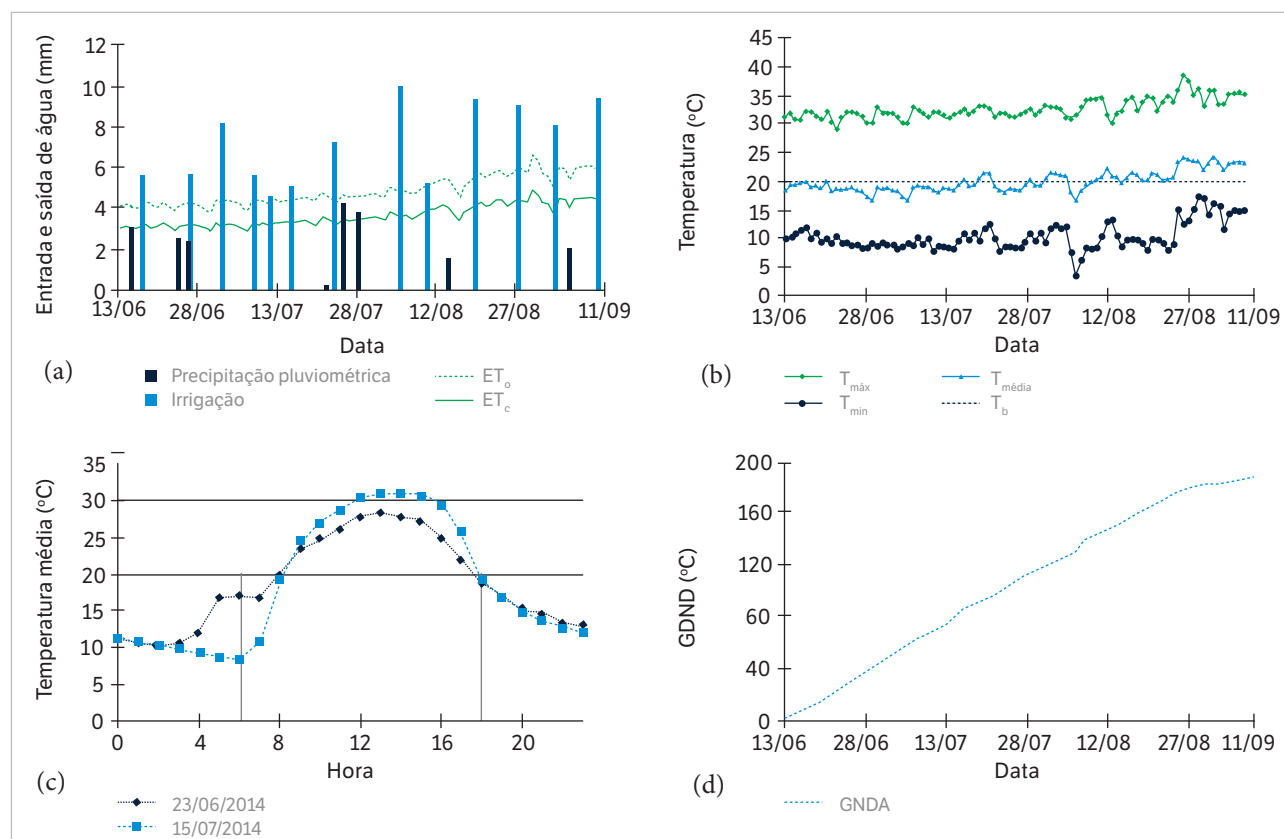 Entrada e saída de água (mm)
12
10
8
6
4
2
0
13/06 28/06 13/07 28/07 12/08 27/08 11/09
Data
(a)
Precipitação pluviométrica
Irrigação
ETo
ETc
Temperatura (oC)
45
40
35
30
25
20
15
10
5
0
13/06 28/06 13/07 28/07 12/08 27/08 11/09
Data
(b)
Tmáx
Tmin
Tmédia
Tb
Temperatura média (oC)
35
30
25
20
15
10
5
0
0 4 8 12 16 20
Hora
(c)
23/06/2014
15/07/2014
GDND (oC)
200
160
120
60
40
0
13/06 28/06 13/07 28/07 12/08 27/08 11/09
Data
(d)
GNDA